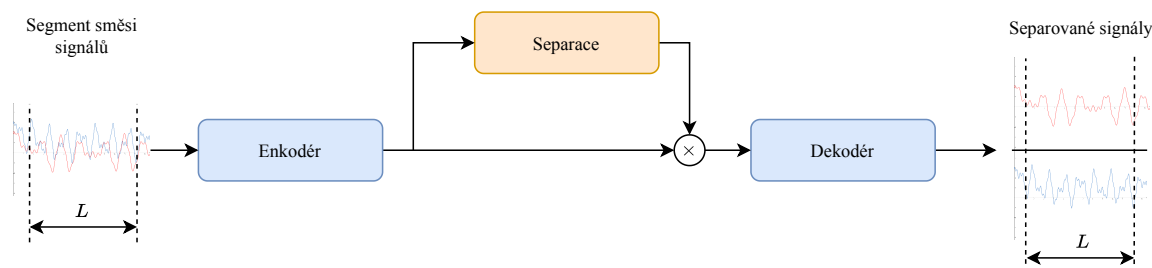 Segment směsi
signálů
L
Enkodér
Separace
×
Dekodér
Separované signály
L